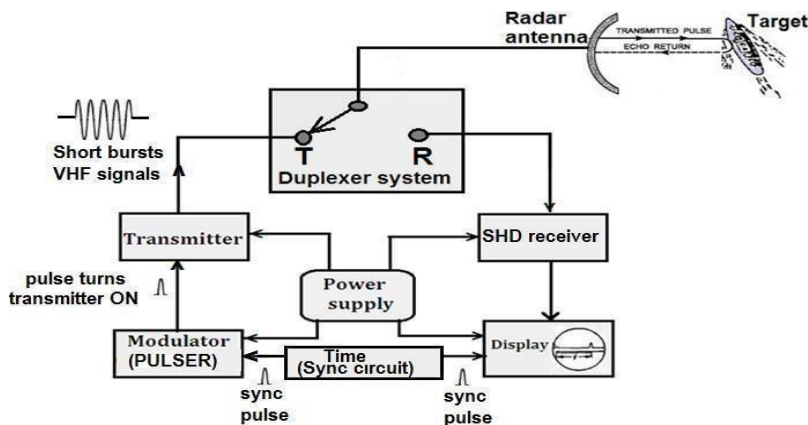 Radar
antenna
Target
TRANSMITTED PULSE
ECHO RETURN
Short bursts
VHF signals
T
R
Duplexer system
Transmitter
SHD receiver
pulse turns
transmitter ON
Power
supply
Modulator
(PULSER)
Time
(Sync circuit)
Display
sync
pulse
sync
pulse